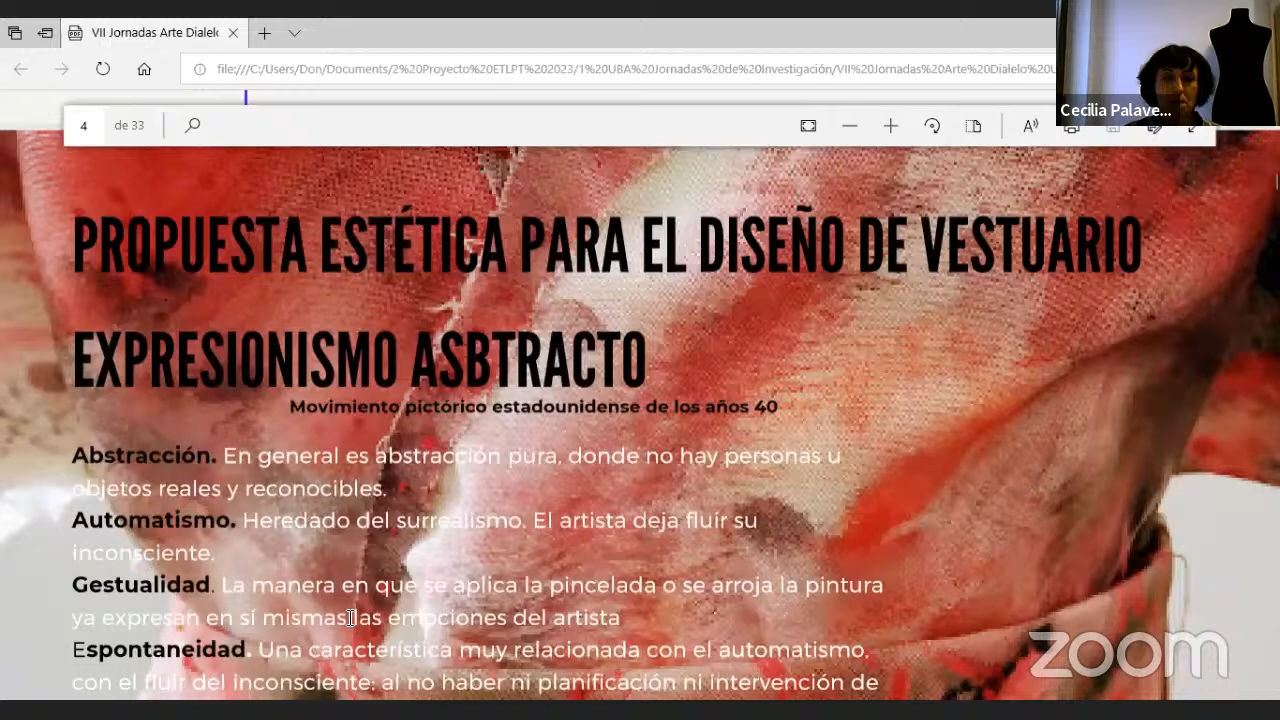 VII Jornadas Arte Dialelo
file:///C:/Users/Don/Documents/2%20Proyecto%20ETLPT%202023/1%20UBA%20Jornadas%20de%20Investigación/VII%20Jornadas%20Arte%20Dialelo%20U
Cecilia Palave...
4 de 33
PROPUESTA ESTÉTICA PARA EL DISEÑO DE VESTUARIO
EXPRESIONISMO ASBTRACTO
Movimiento pictórico estadounidense de los años 40
Abstracción. En general es abstracción pura, donde no hay personas u
objetos reales y reconocibles.
Automatismo. Heredado del surrealismo. El artista deja fluir su
inconsciente.
Gestualidad. La manera en que se aplica la pincelada o se arroja la pintura
ya expresan en sí mismas las emociones del artista
Espontaneidad. Una característica muy relacionada con el automatismo,
con el fluir del inconsciente; al no haber ni planificación ni intervención de
zoom